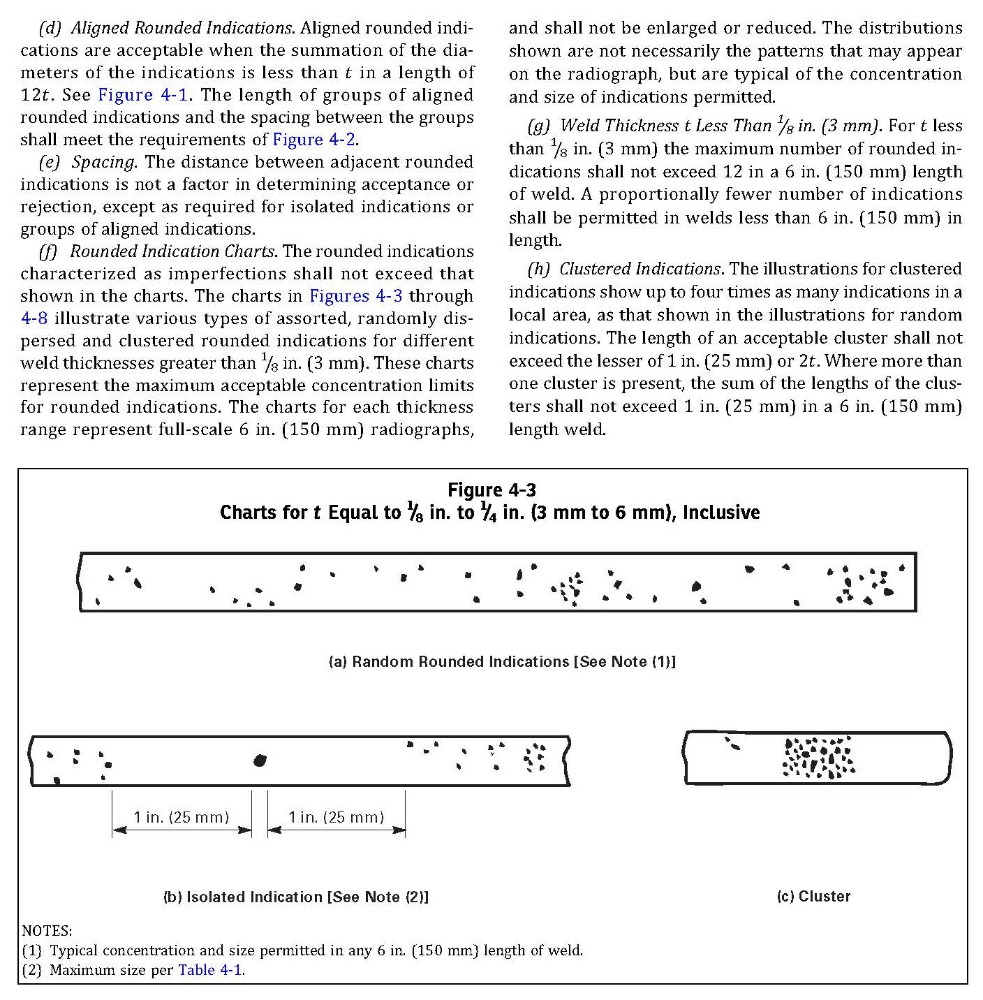 (d) Aligned Rounded Indications. Aligned rounded indi-
cations are acceptable when the summation of the dia-
meters of the indications is less than t in a length of
12t. See Figure 4-1. The length of groups of aligned
rounded indications and the spacing between the groups
shall meet the requirements of Figure 4-2.
(e) Spacing. The distance between adjacent rounded
indications is not a factor in determining acceptance or
rejection, except as required for isolated indications or
groups of aligned indications.
(f) Rounded Indication Charts. The rounded indications
characterized as imperfections shall not exceed that
shown in the charts. The charts in Figures 4-3 through
4-8 illustrate various types of assorted, randomly dis-
persed and clustered rounded indications for different
weld thicknesses greater than 1/8 in. (3 mm). These charts
represent the maximum acceptable concentration limits
for rounded indications. The charts for each thickness
range represent full-scale 6 in. (150 mm) radiographs,
and shall not be enlarged or reduced. The distributions
shown are not necessarily the patterns that may appear
on the radiograph, but are typical of the concentration
and size of indications permitted.
(g) Weld Thickness t Less Than 1/8 in. (3 mm). For t less
than 1/8 in. (3 mm) the maximum number of rounded in-
dications shall not exceed 12 in a 6 in. (150 mm) length
of weld. A proportionally fewer number of indications
shall be permitted in welds less than 6 in. (150 mm) in
length.
(h) Clustered Indications. The illustrations for clustered
indications show up to four times as many indications in a
local area, as that shown in the illustrations for random
indications. The length of an acceptable cluster shall not
exceed the lesser of 1 in. (25 mm) or 2t. Where more than
one cluster is present, the sum of the lengths of the clus-
ters shall not exceed 1 in. (25 mm) in a 6 in. (150 mm)
length weld.
Figure 4-3
Charts for t Equal to 1/8 in. to 1/4 in. (3 mm to 6 mm), Inclusive
(a) Random Rounded Indications [See Note (1)]
1 in. (25 mm) 1 in. (25 mm)
(b) Isolated Indication [See Note (2)]
(c) Cluster
NOTES:
(1) Typical concentration and size permitted in any 6 in. (150 mm) length of weld.
(2) Maximum size per Table 4-1.